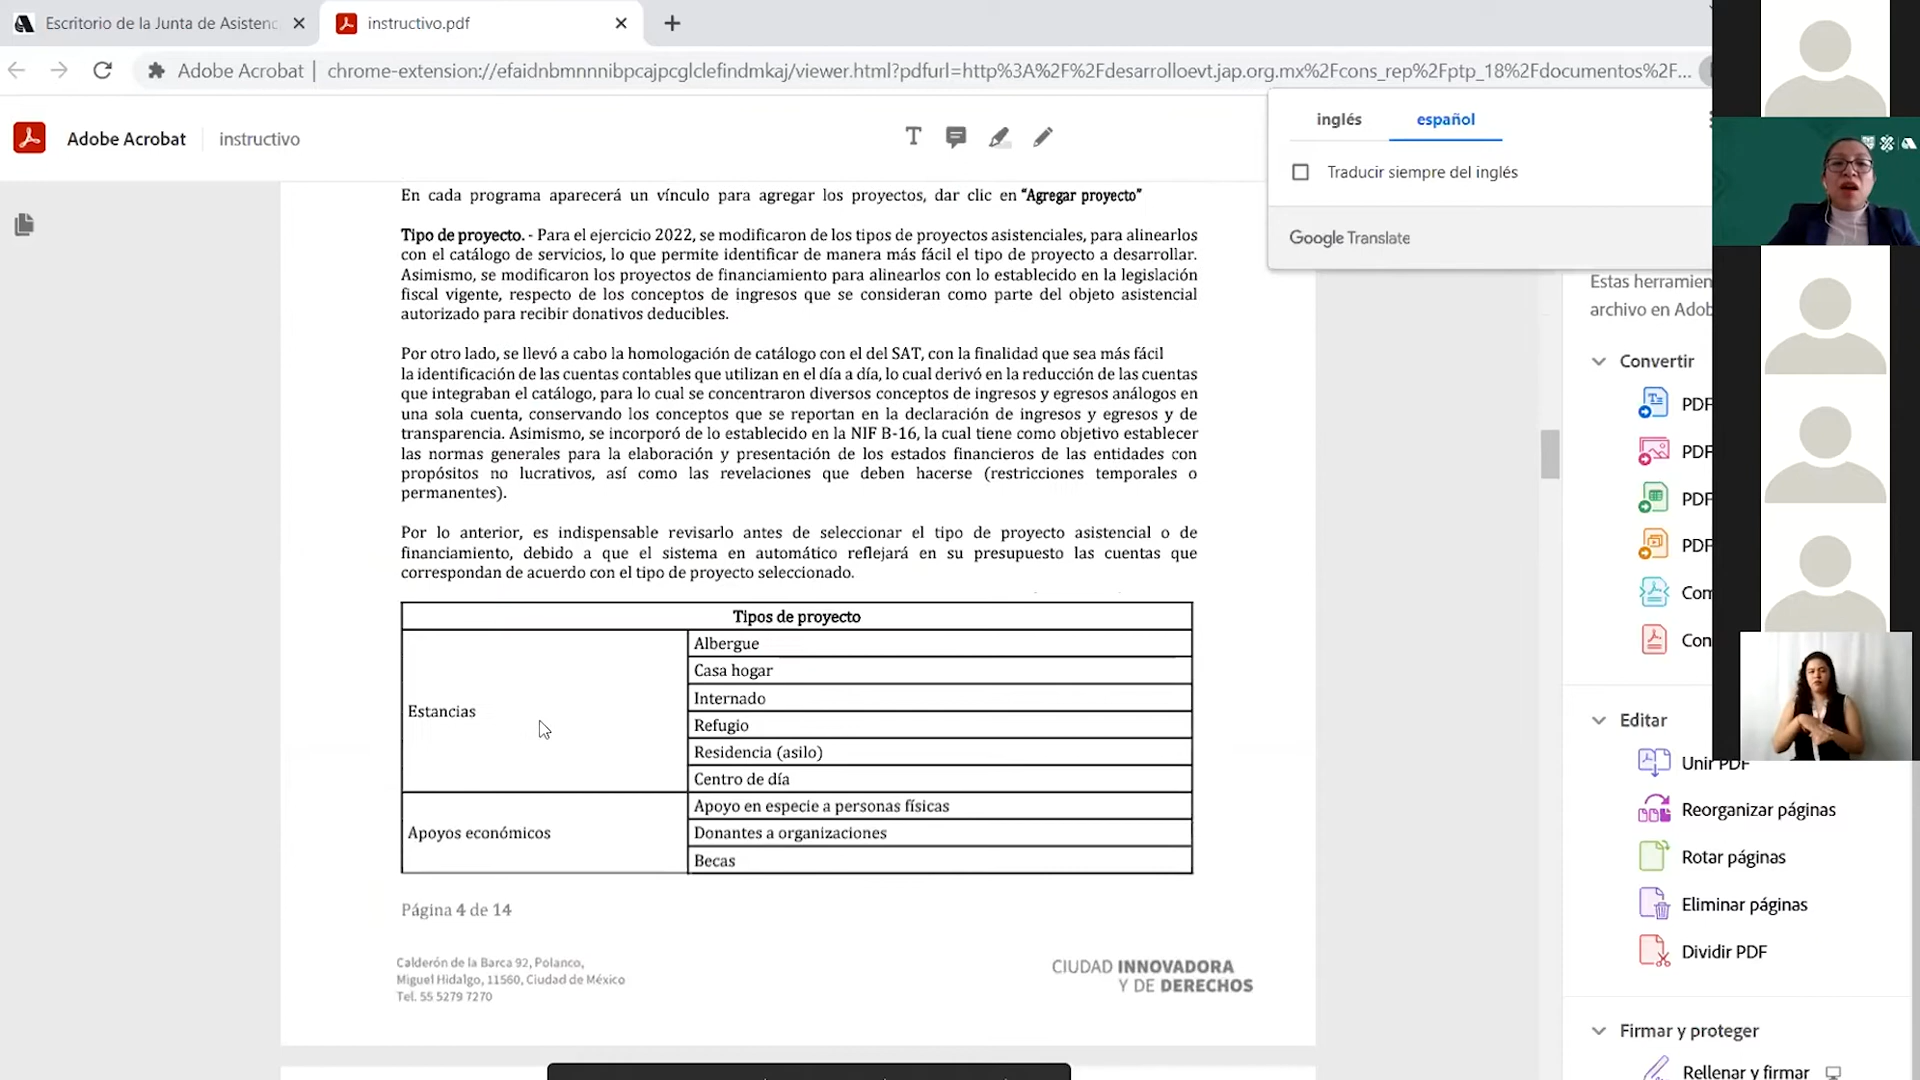 Escritorio de la Junta de Asistenc
instructivo.pdf
Adobe Acrobat
chrome-extension://efaidnbmnnnibpcajpcglclefindmkaj/viewer.html?pdfurl=http%3A%2F%2Fdesarrolloevt.jap.org.mx%2Fcons_rep%2Fptp_18%2Fdocumentos%2F...
Adobe Acrobat
instructivo
inglés
español
Traducir siempre del inglés
Google Translate
En cada programa aparecerá un vínculo para agregar los proyectos, dar clic en “Agregar proyecto”
Tipo de proyecto. - Para el ejercicio 2022, se modificaron de los tipos de proyectos asistenciales, para alinearlos
con el catálogo de servicios, lo que permite identificar de manera más fácil el tipo de proyecto a desarrollar.
Asimismo, se modificaron los proyectos de financiamiento para alinearlos con lo establecido en la legislación
fiscal vigente, respecto de los conceptos de ingresos que se consideran como parte del objeto asistencial
autorizado para recibir donativos deducibles.
Por otro lado, se llevó a cabo la homologación de catálogo con el del SAT, con la finalidad que sea más fácil
la identificación de las cuentas contables que utilizan en el día a día, lo cual derivó en la reducción de las cuentas
que integraban el catálogo, para lo cual se concentraron diversos conceptos de ingresos y egresos análogos en
una sola cuenta, conservando los conceptos que se reportan en la declaración de ingresos y egresos y de
transparencia. Asimismo, se incorporó de lo establecido en la NIF B-16, la cual tiene como objetivo establecer
las normas generales para la elaboración y presentación de los estados financieros de las entidades con
propósitos no lucrativos, así como las revelaciones que deben hacerse (restricciones temporales o
permanentes).
Por lo anterior, es indispensable revisarlo antes de seleccionar el tipo de proyecto asistencial o de
financiamiento, debido a que el sistema en automático reflejará en su presupuesto las cuentas que
correspondan de acuerdo con el tipo de proyecto seleccionado.
Tipos de proyecto
Estancias
Albergue
Casa hogar
Internado
Refugio
Residencia (asilo)
Centro de día
Apoyos económicos
Apoyo en especie a personas físicas
Donantes a organizaciones
Becas
Página 4 de 14
Calderón de la Barca 92, Polanco,
Miguel Hidalgo, 11560, Ciudad de México
Tel. 55 5279 7270
CIUDAD INNOVADORA
Y DE DERECHOS
Estas herramien
archivo en Adob
Convertir
PDF
PDF
PDF
PDF
Com
Con
Editar
Unir PDF
Reorganizar páginas
Rotar páginas
Eliminar páginas
Dividir PDF
Firmar y proteger
Rellenar y firmar